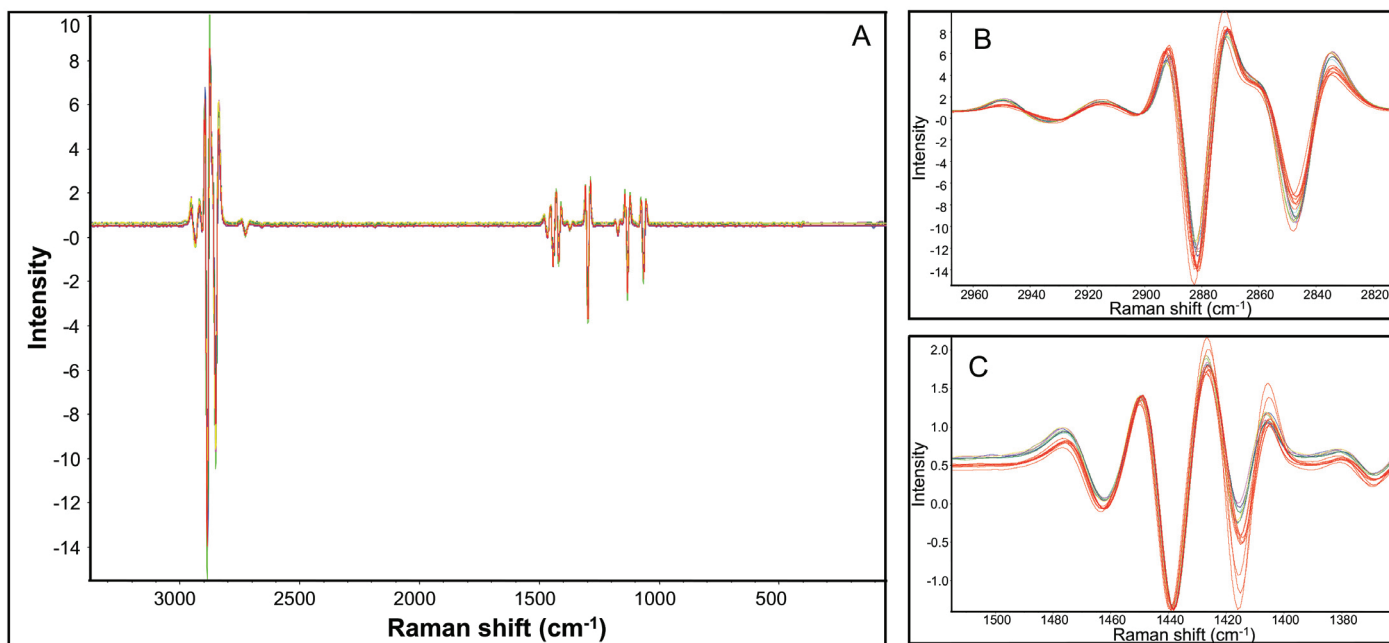 A
Intensity
10
8
6
4
2
-0
-2
-4
-6
-8
-10
-12
-14
3000 2500 2000 1500 1000 500
Raman shift (cm-1)
B
Intensity
8
6
4
2
-0
-2
-4
-6
-8
-10
-12
-14
2960 2940 2920 2900 2880 2860 2840 2820
Raman shift (cm-1)
C
Intensity
2.0
1.5
1.0
0.5
0.0
-0.5
-1.0
1500 1480 1460 1440 1420 1400 1380
Raman shift (cm-1)